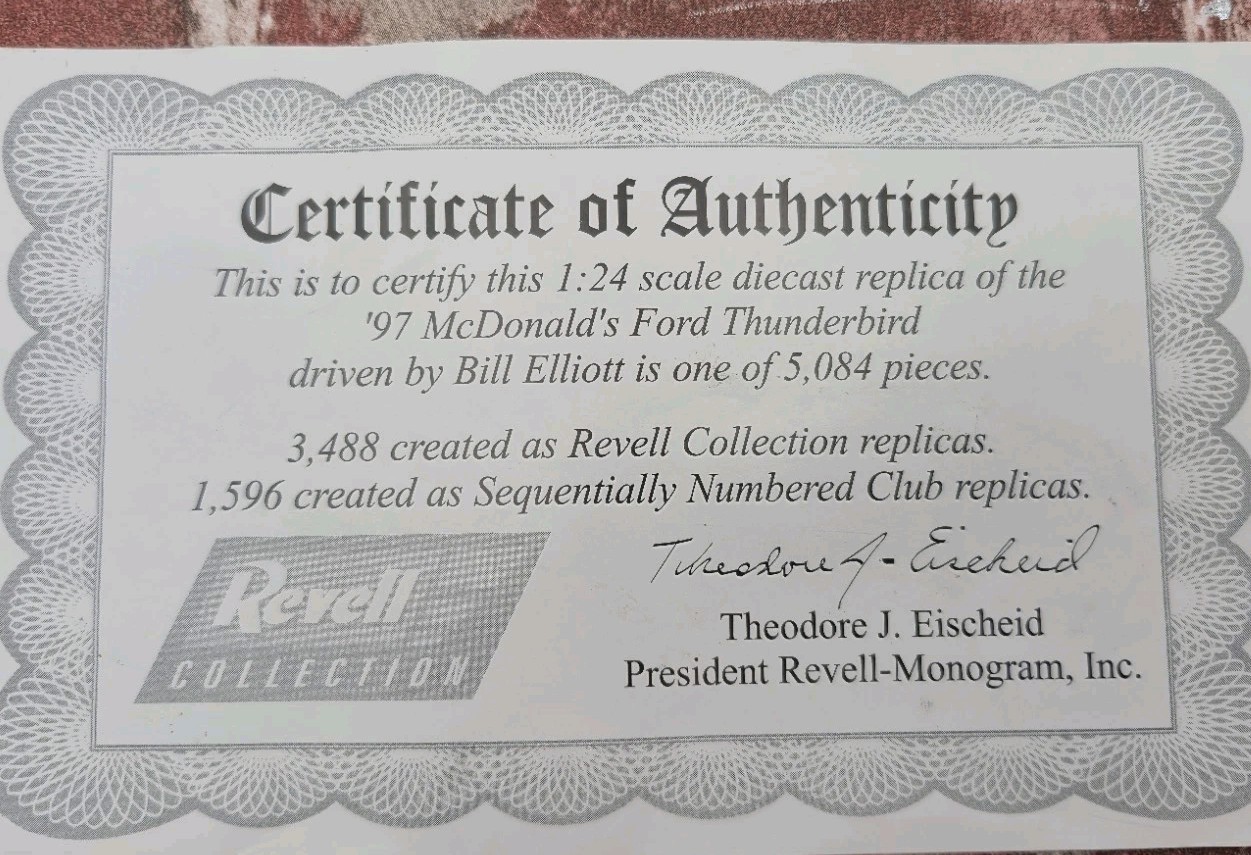 Certificate of Authenticity
This is to certify this 1:24 scale diecast replica of the
'97 McDonald's Ford Thunderbird
driven by Bill Elliott is one of 5,084 pieces.
3,488 created as Revell Collection replicas.
1,596 created as Sequentially Numbered Club replicas.
Revell
COLLECTION
Theodore J. Eischeid
Theodore J. Eischeid
President Revell-Monogram, Inc.